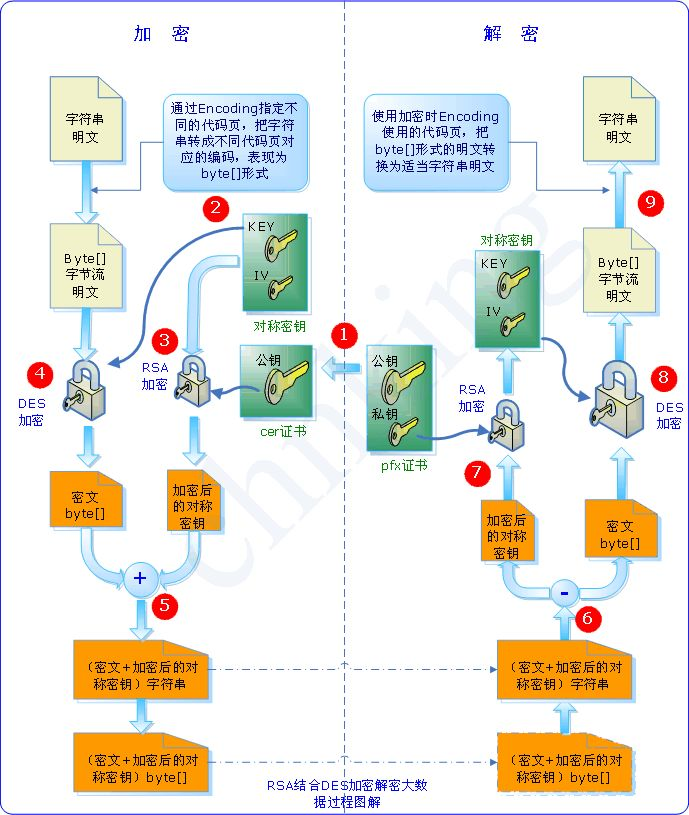 加 密
解 密
字符串
明文
通过Encoding指定不
同的代码页，把字符
串转成不同代码页对
应的编码，表现为
byte[]形式
使用加密时Encoding
使用的代码页，把
byte[]形式的明文转
换为适当字符串明文
字符串
明文
2
9
Byte[]
字节流
明文
KEY
IV
对称密钥
对称密钥
KEY
IV
Byte[]
字节流
明文
1
3
4
RSA
加密
DES
加密
公钥
cer证书
公钥
私钥
pfx证书
RSA
加密
8
DES
加密
7
密文
byte[]
加密后
的对称
密钥
加密后
的对称
密钥
密文
byte[]
+
5
-
6
（密文+加密后的对
称密钥）字符串
（密文+加密后的对
称密钥）字符串
（密文+加密后的对
称密钥）byte[]
（密文+加密后的对
称密钥）byte[]
RSA结合DES加密解密大数
据过程图解